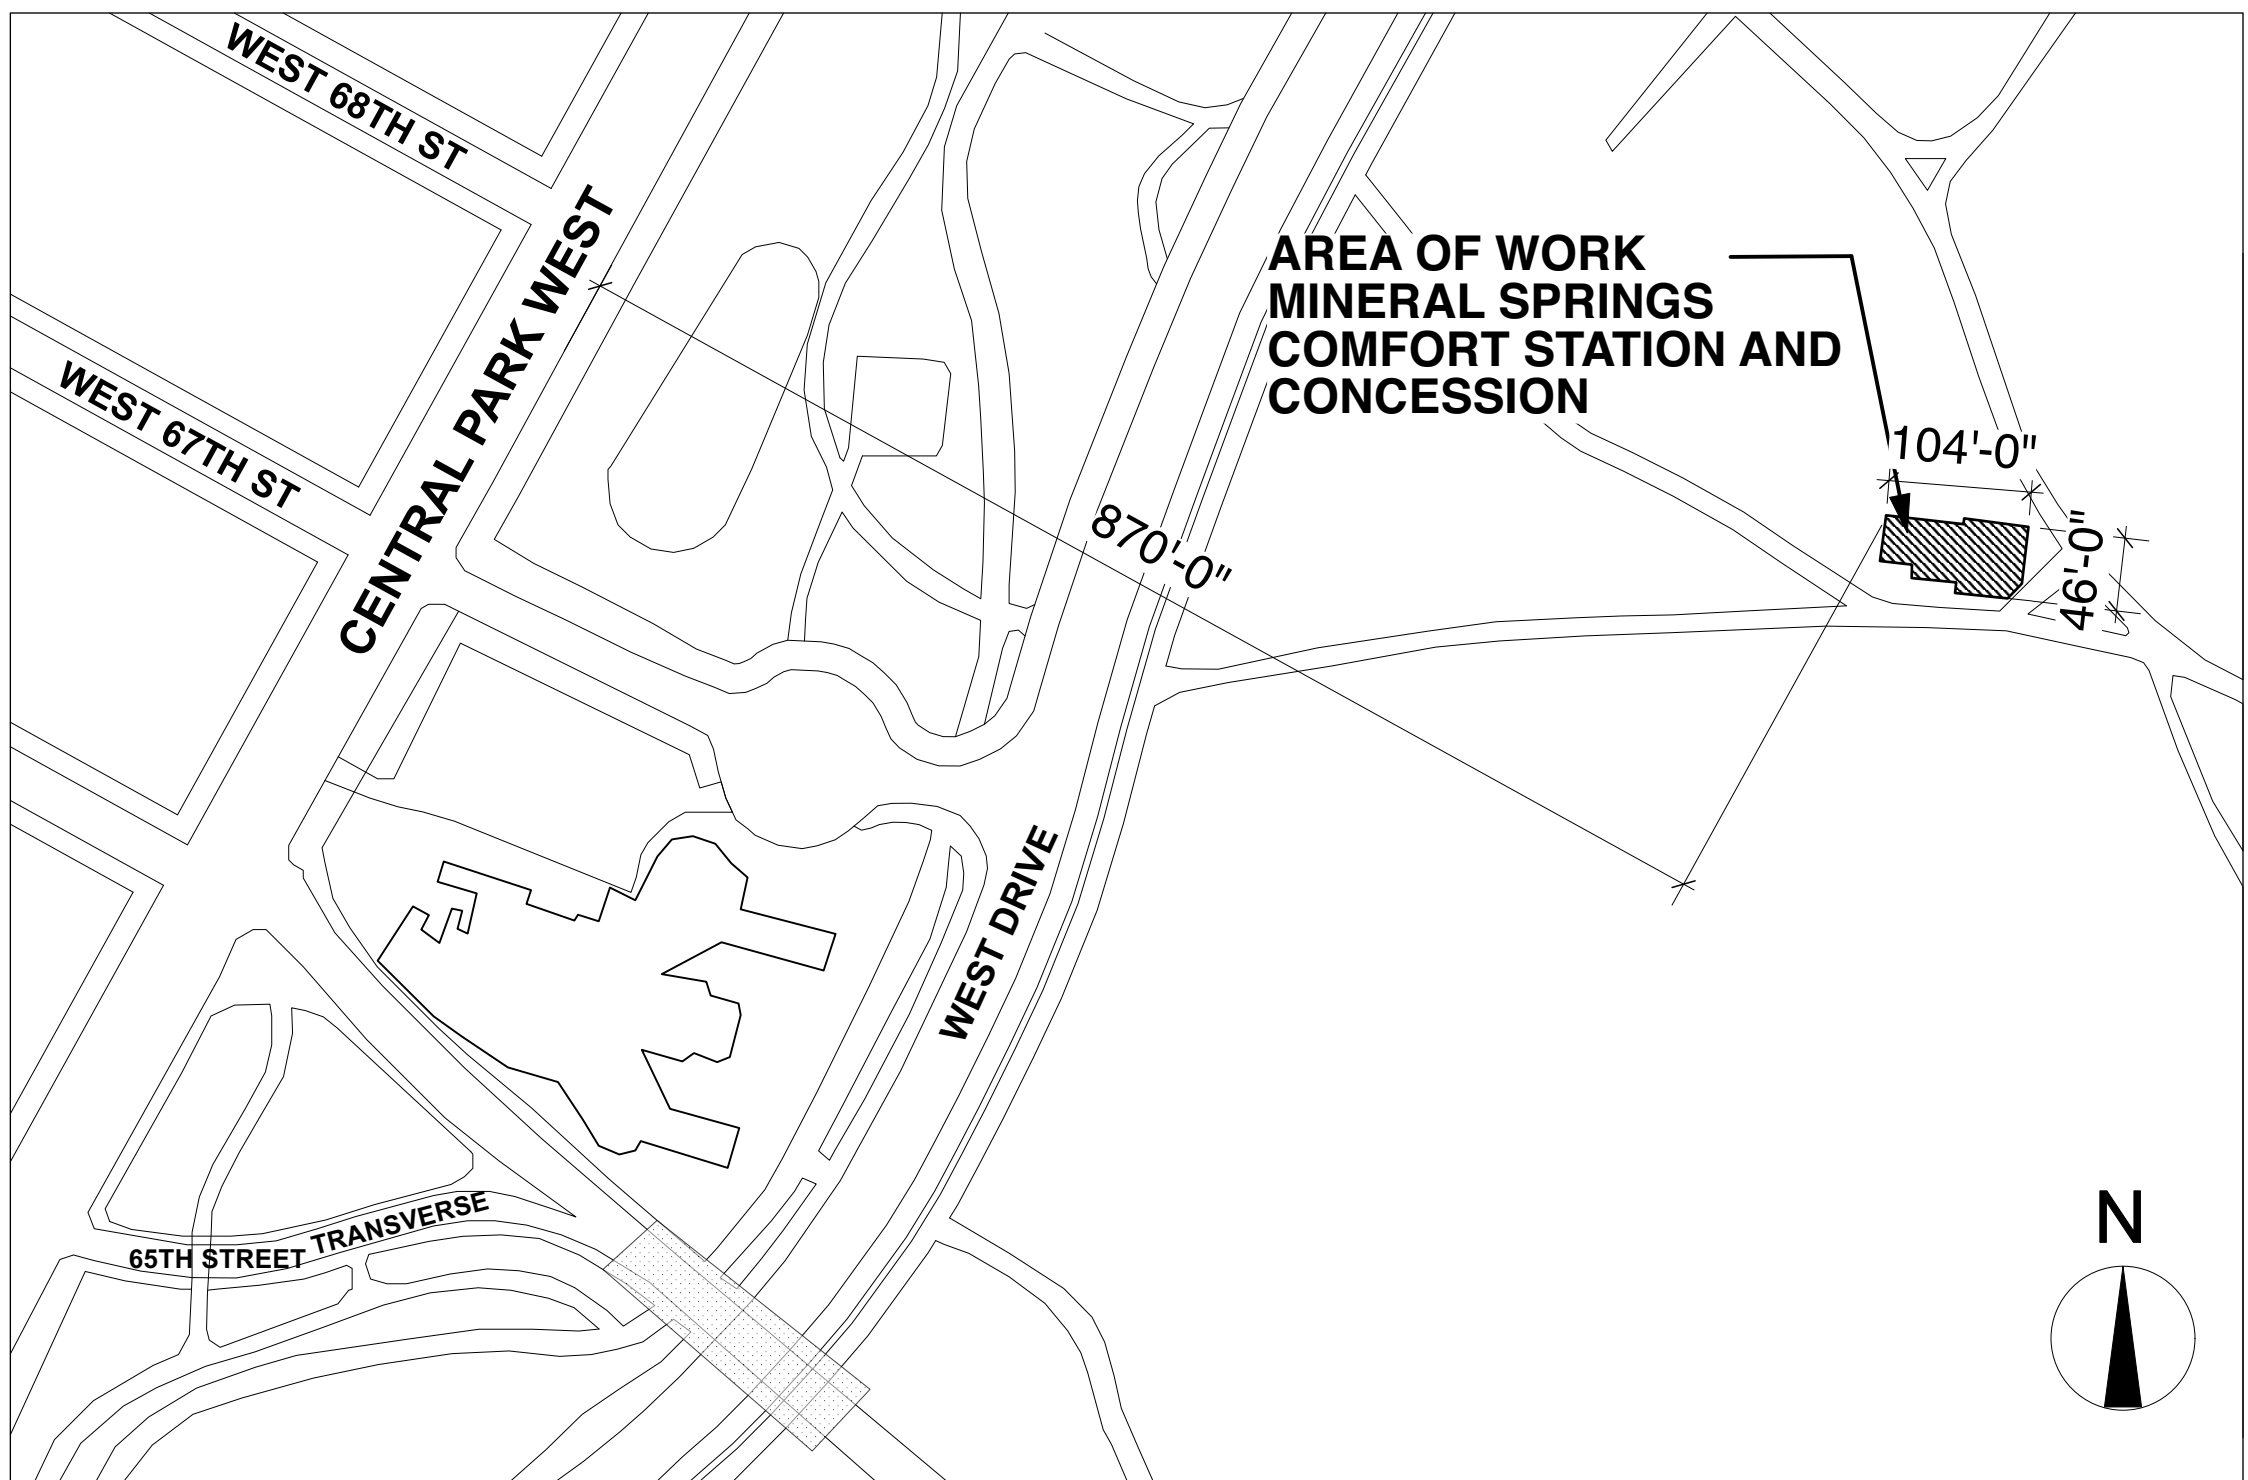 WEST 68TH ST
CENTRAL PARK WEST
AREA OF WORK
MINERAL SPRINGS
COMFORT STATION AND
CONCESSION
WEST 67TH ST
104'-0"
870'-0"
46'-0"
WEST DRIVE
65TH STREET TRANSVERSE
N